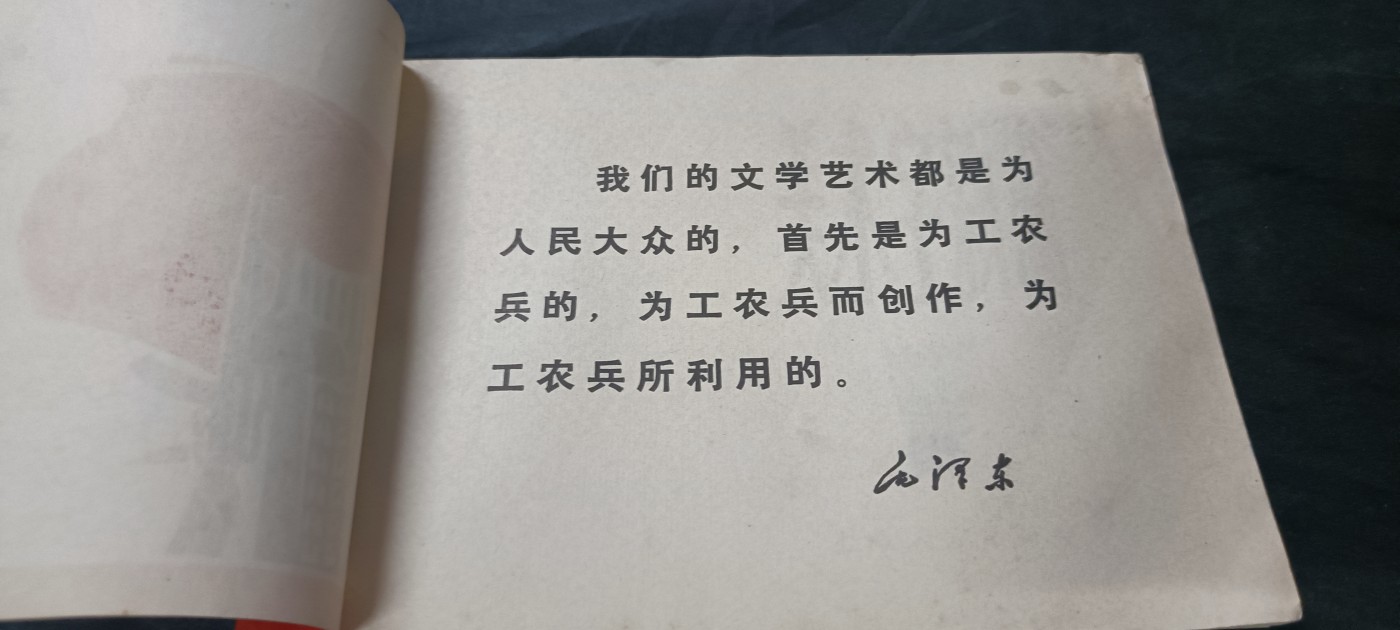 我们的文学艺术都是为
人民大众的，首先是为工农
兵的，为工农兵而创作，为
工农兵所利用的。
毛泽东